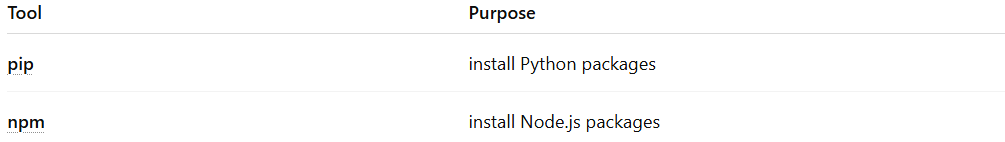 Tool Purpose
pip install Python packages
npm install Node.js packages